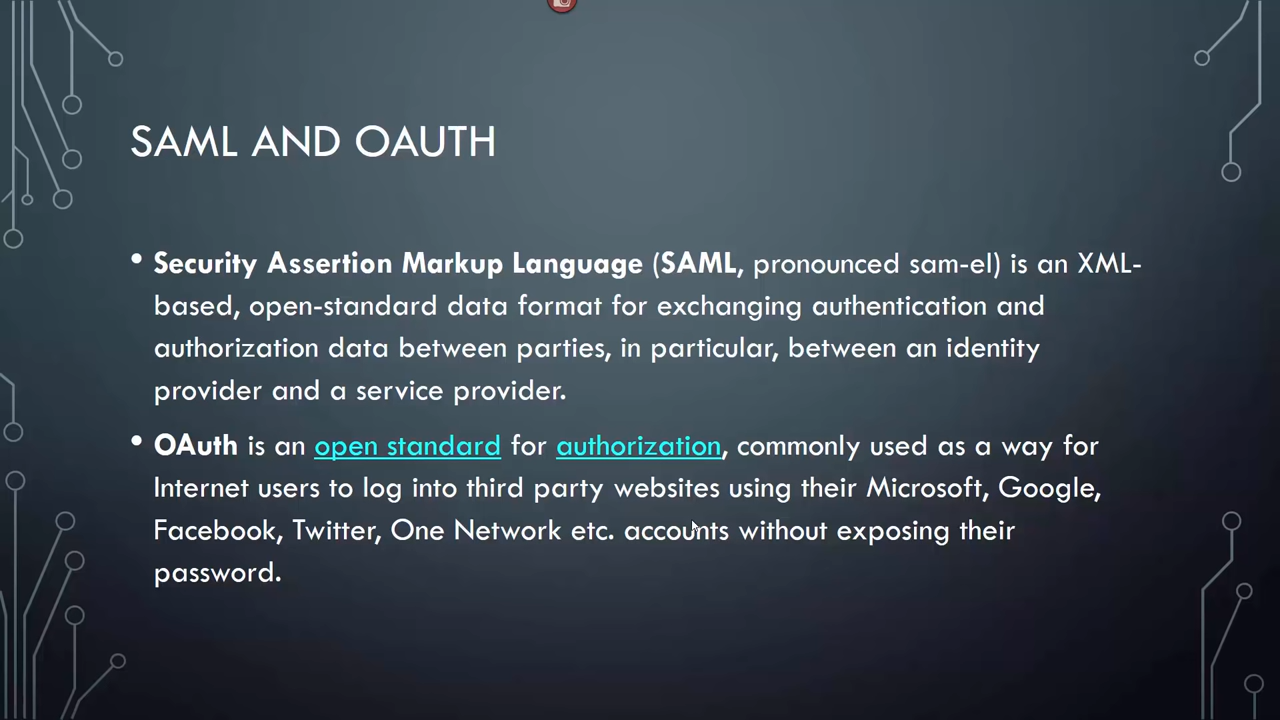 SAML AND OAUTH
• Security Assertion Markup Language (SAML, pronounced sam-el) is an XML-
based, open-standard data format for exchanging authentication and
authorization data between parties, in particular, between an identity
provider and a service provider.
• OAuth is an open standard for authorization, commonly used as a way for
Internet users to log into third party websites using their Microsoft, Google,
Facebook, Twitter, One Network etc. accounts without exposing their
password.